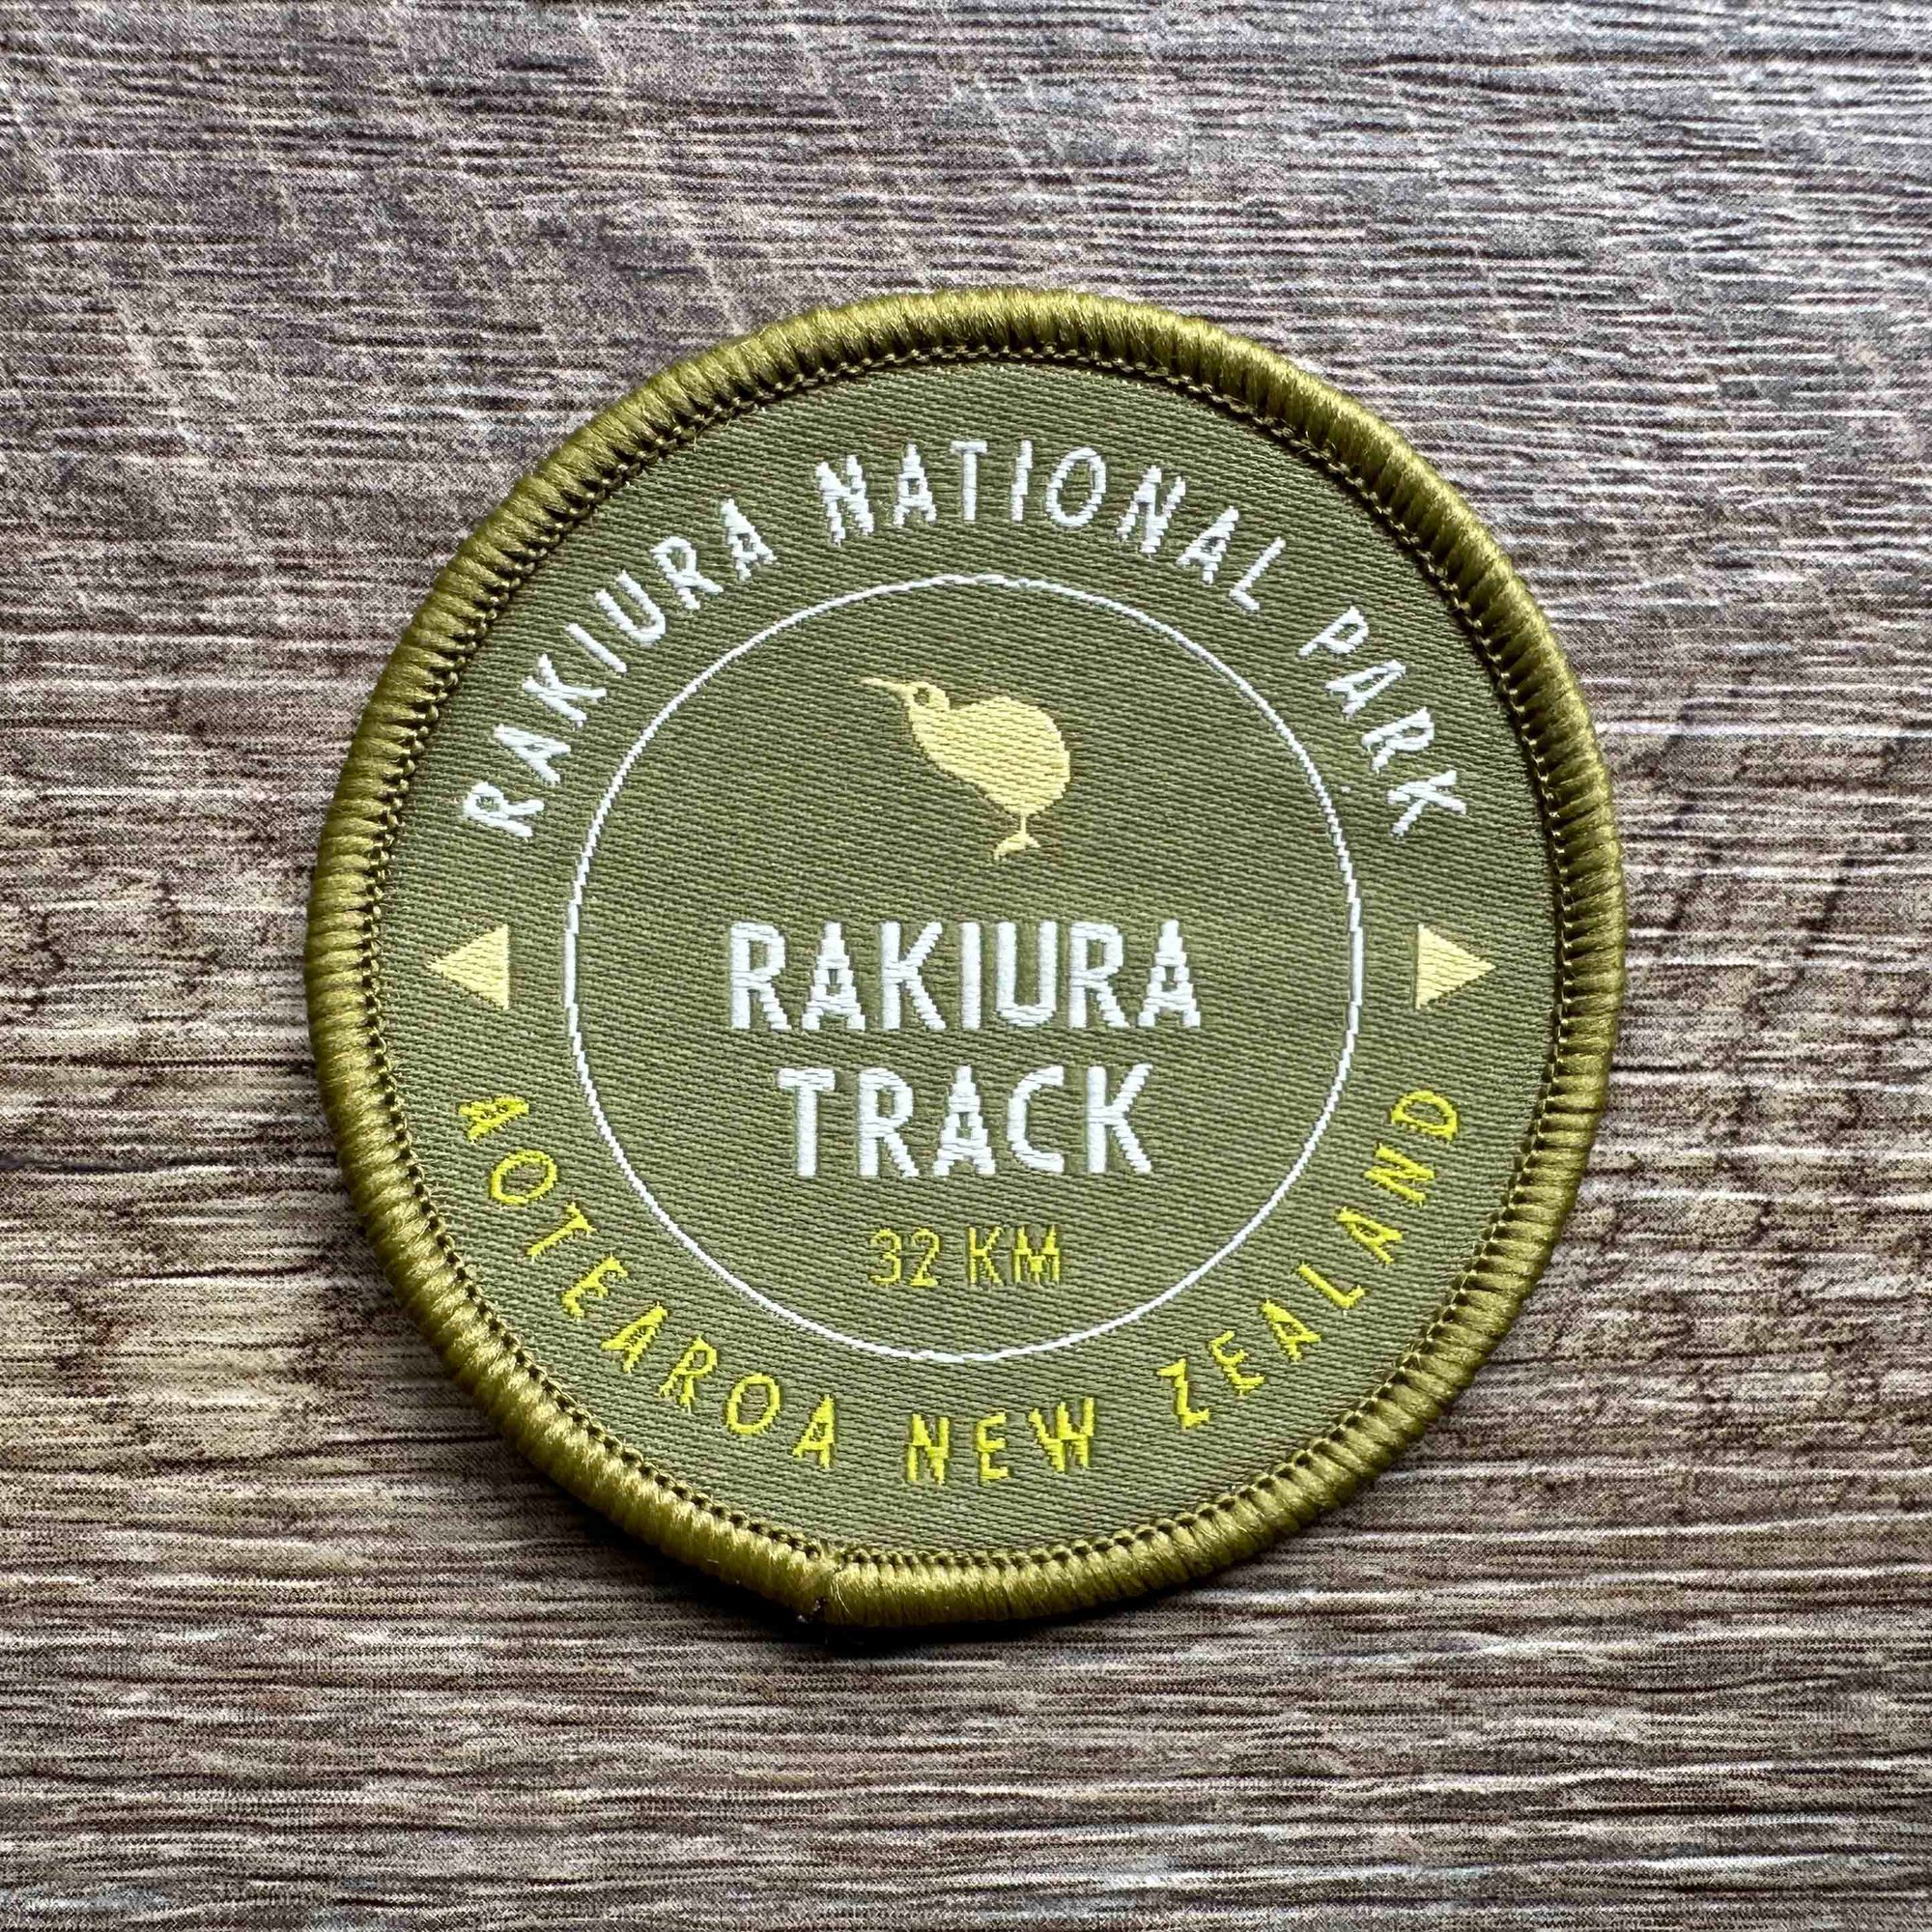 RAKIURA NATIONAL PARK
RAKIURA
TRACK
32 KM
AOTEAROA NEW ZEALAND